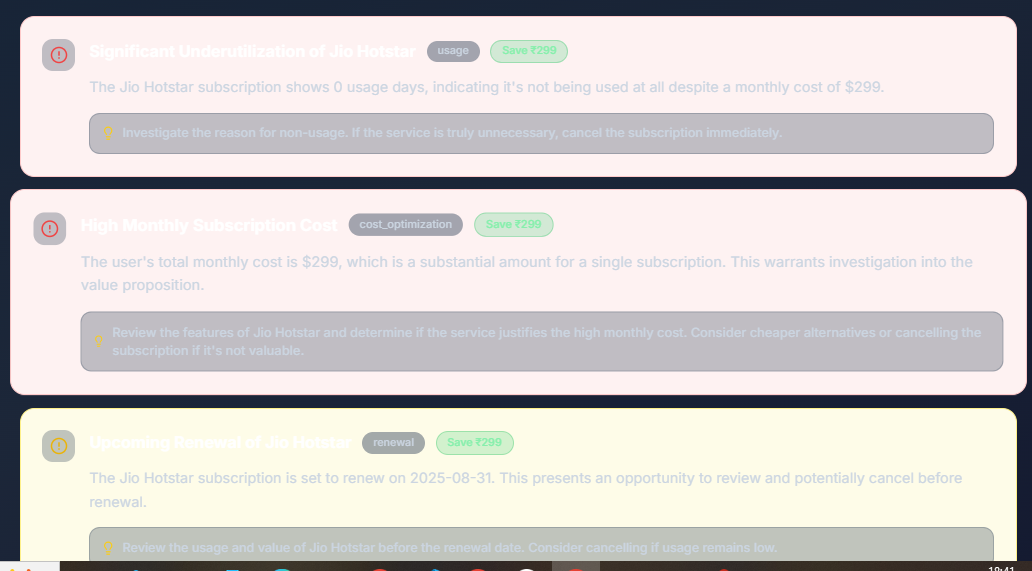 Significant Underutilization of Jio Hotstar usage Save ₹299
The Jio Hotstar subscription shows 0 usage days, indicating it's not being used at all despite a monthly cost of $299.
Investigate the reason for non-usage. If the service is truly unnecessary, cancel the subscription immediately.
High Monthly Subscription Cost cost_optimization Save ₹299
The user's total monthly cost is $299, which is a substantial amount for a single subscription. This warrants investigation into the
value proposition.
Review the features of Jio Hotstar and determine if the service justifies the high monthly cost. Consider cheaper alternatives or cancelling the
subscription if it's not valuable.
Upcoming Renewal of Jio Hotstar renewal Save ₹299
The Jio Hotstar subscription is set to renew on 2025-08-31. This presents an opportunity to review and potentially cancel before
renewal.
Review the usage and value of Jio Hotstar before the renewal date. Consider cancelling if usage remains low.